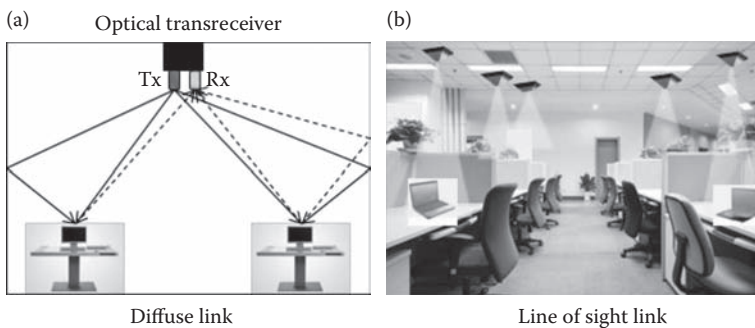 (a)
Optical transreceiver
(b)
Tx
Rx
Diffuse link
Line of sight link